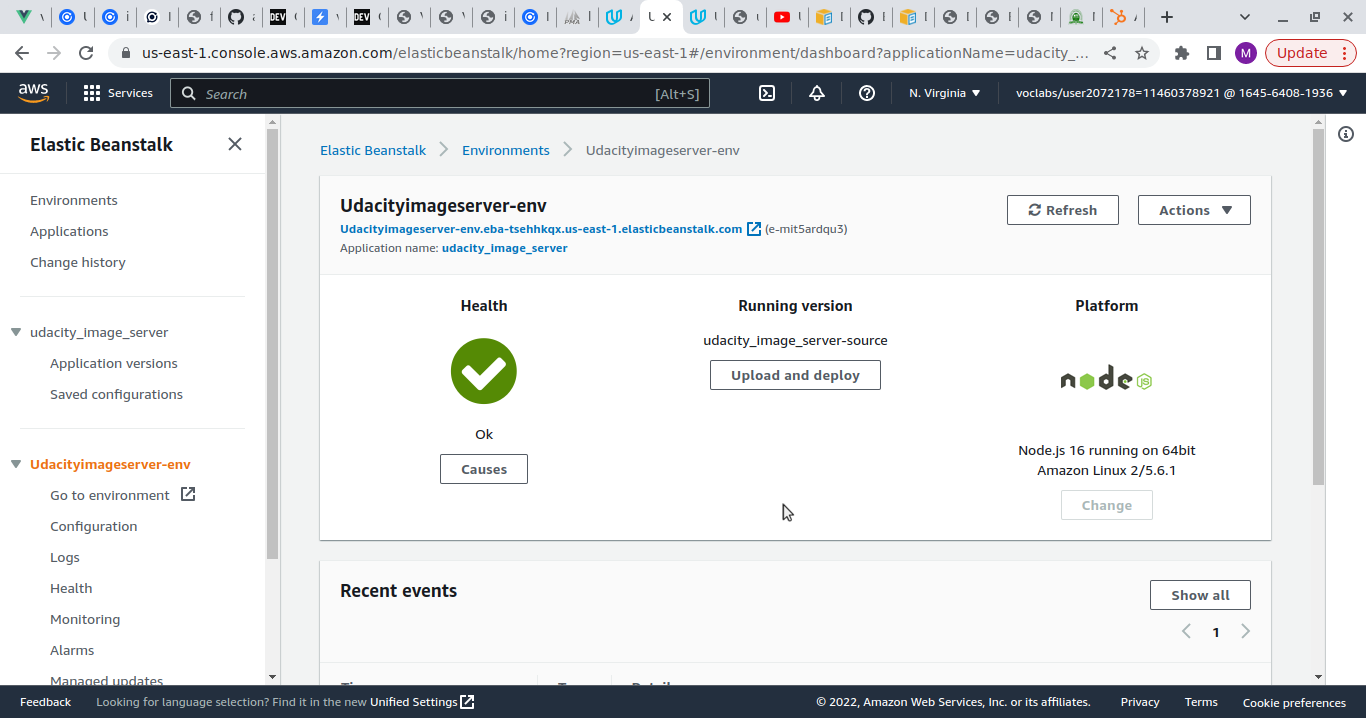 us-east-1.console.aws.amazon.com/elasticbeanstalk/home?region=us-east-1#/environment/dashboard?applicationName=udacity_...
M
Update
aws
Services
Search
[Alt+S]
N. Virginia
voclabs/user2072178=11460378921 @ 1645-6408-1936
Elastic Beanstalk
Environments
Applications
Change history
udacity_image_server
Application versions
Saved configurations
Udacityimageserver-env
Go to environment
Configuration
Logs
Health
Monitoring
Alarms
Managed updates
Elastic Beanstalk
Environments
Udacityimageserver-env
Udacityimageserver-env
Udacityimageserver-env.eba-tsehhkqx.us-east-1.elasticbeanstalk.com (e-mit5ardqu3)
Application name: udacity_image_server
Refresh
Actions
Health
Ok
Causes
Running version
udacity_image_server-source
Upload and deploy
Platform
node JS
Node.js 16 running on 64bit
Amazon Linux 2/5.6.1
Change
Recent events
Show all
1
Feedback
Looking for language selection? Find it in the new Unified Settings
© 2022, Amazon Web Services, Inc. or its affiliates.
Privacy
Terms
Cookie preferences